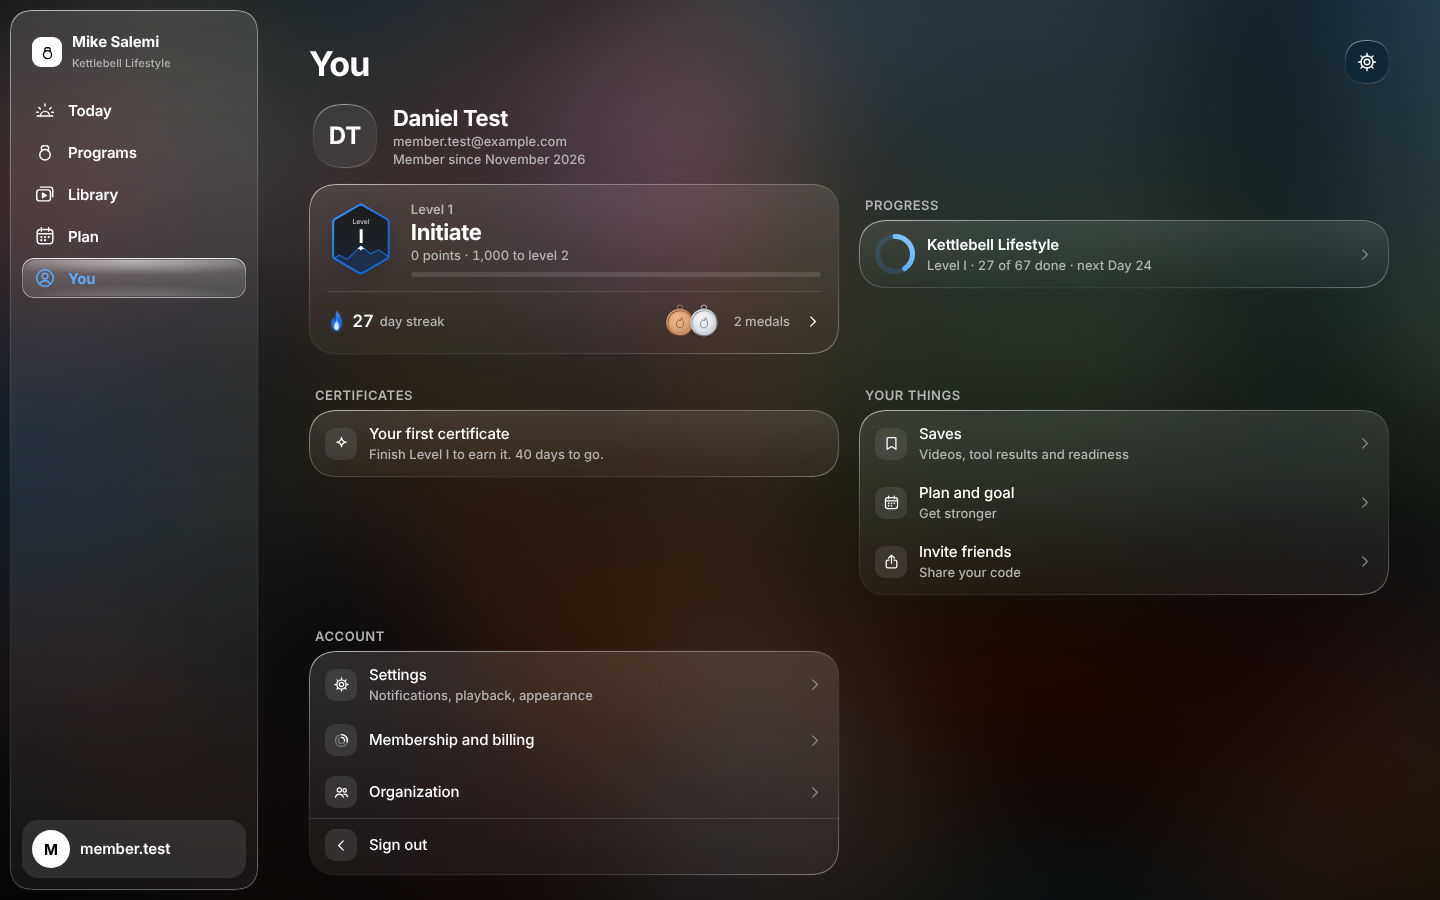 Mike Salemi
Kettlebell Lifestyle
Today
Programs
Library
Plan
You
M
member.test
You
DT
Daniel Test
member.test@example.com
Member since November 2026
Level
I
Level 1
Initiate
0 points · 1,000 to level 2
27 day streak
2 medals
PROGRESS
Kettlebell Lifestyle
Level I · 27 of 67 done · next Day 24
CERTIFICATES
Your first certificate
Finish Level I to earn it. 40 days to go.
YOUR THINGS
Saves
Videos, tool results and readiness
Plan and goal
Get stronger
Invite friends
Share your code
ACCOUNT
Settings
Notifications, playback, appearance
Membership and billing
Organization
Sign out